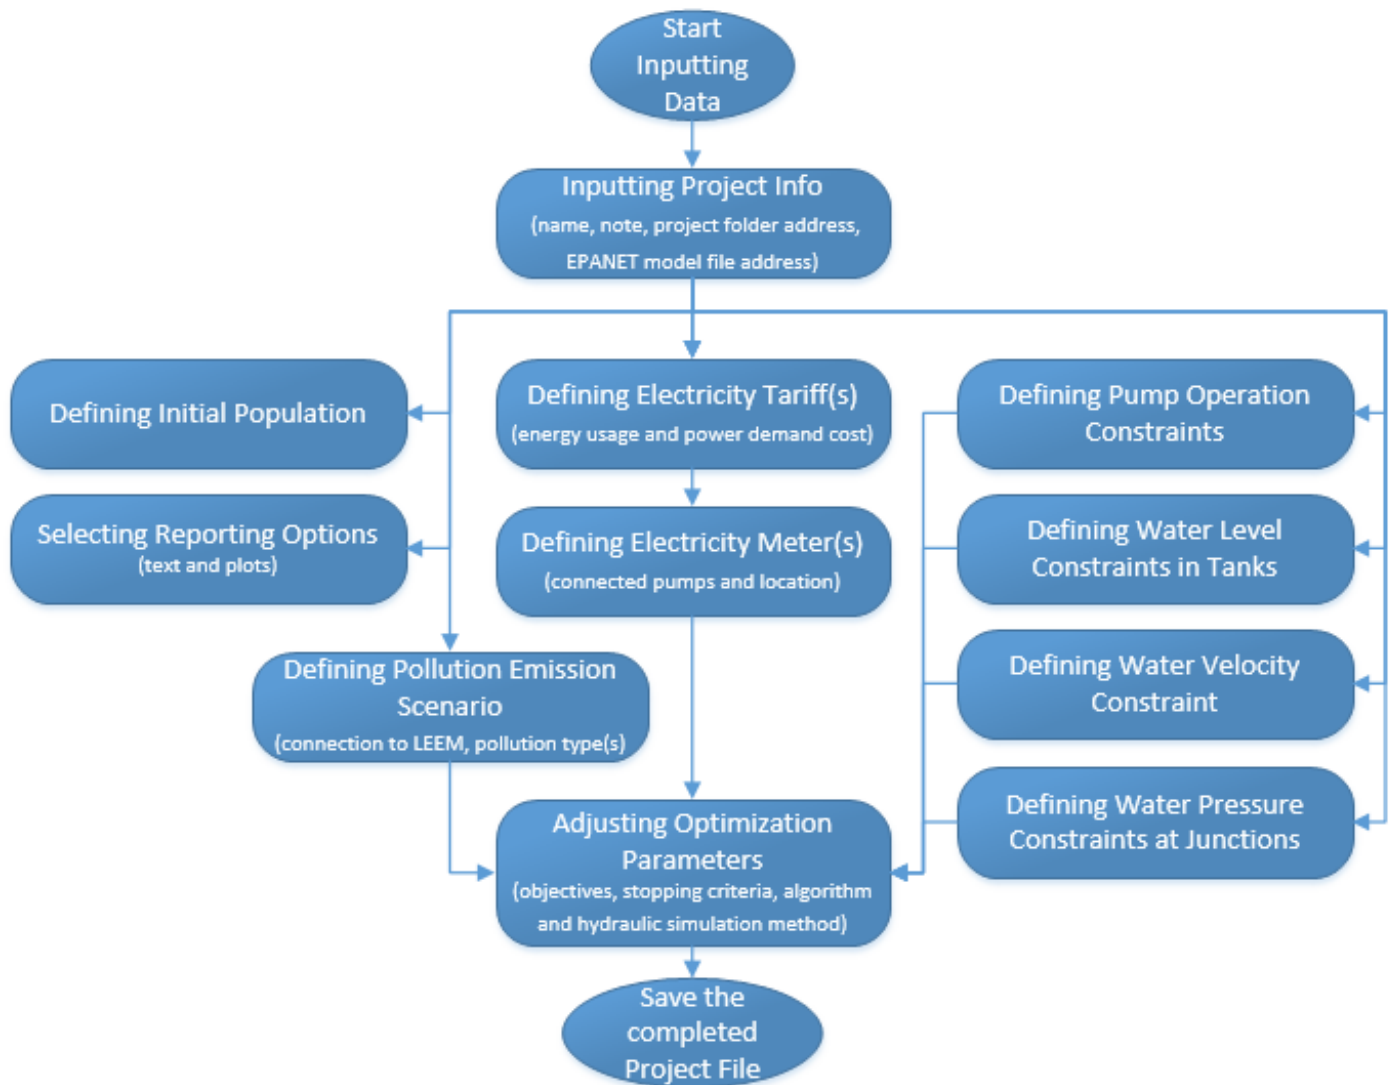 Start
Inputting
Data
Inputting Project Info
(name, note, project folder address,
EPANET model file address)
Defining Initial Population
Defining Electricity Tariff(s)
(energy usage and power demand cost)
Defining Pump Operation
Constraints
Selecting Reporting Options
(text and plots)
Defining Electricity Meter(s)
(connected pumps and location)
Defining Water Level
Constraints in Tanks
Defining Pollution Emission
Scenario
(connection to LEEM, pollution type(s)
Defining Water Velocity
Constraint
Adjusting Optimization
Parameters
(objectives, stopping criteria, algorithm
and hydraulic simulation method)
Defining Water Pressure
Constraints at Junctions
Save the
completed
Project File